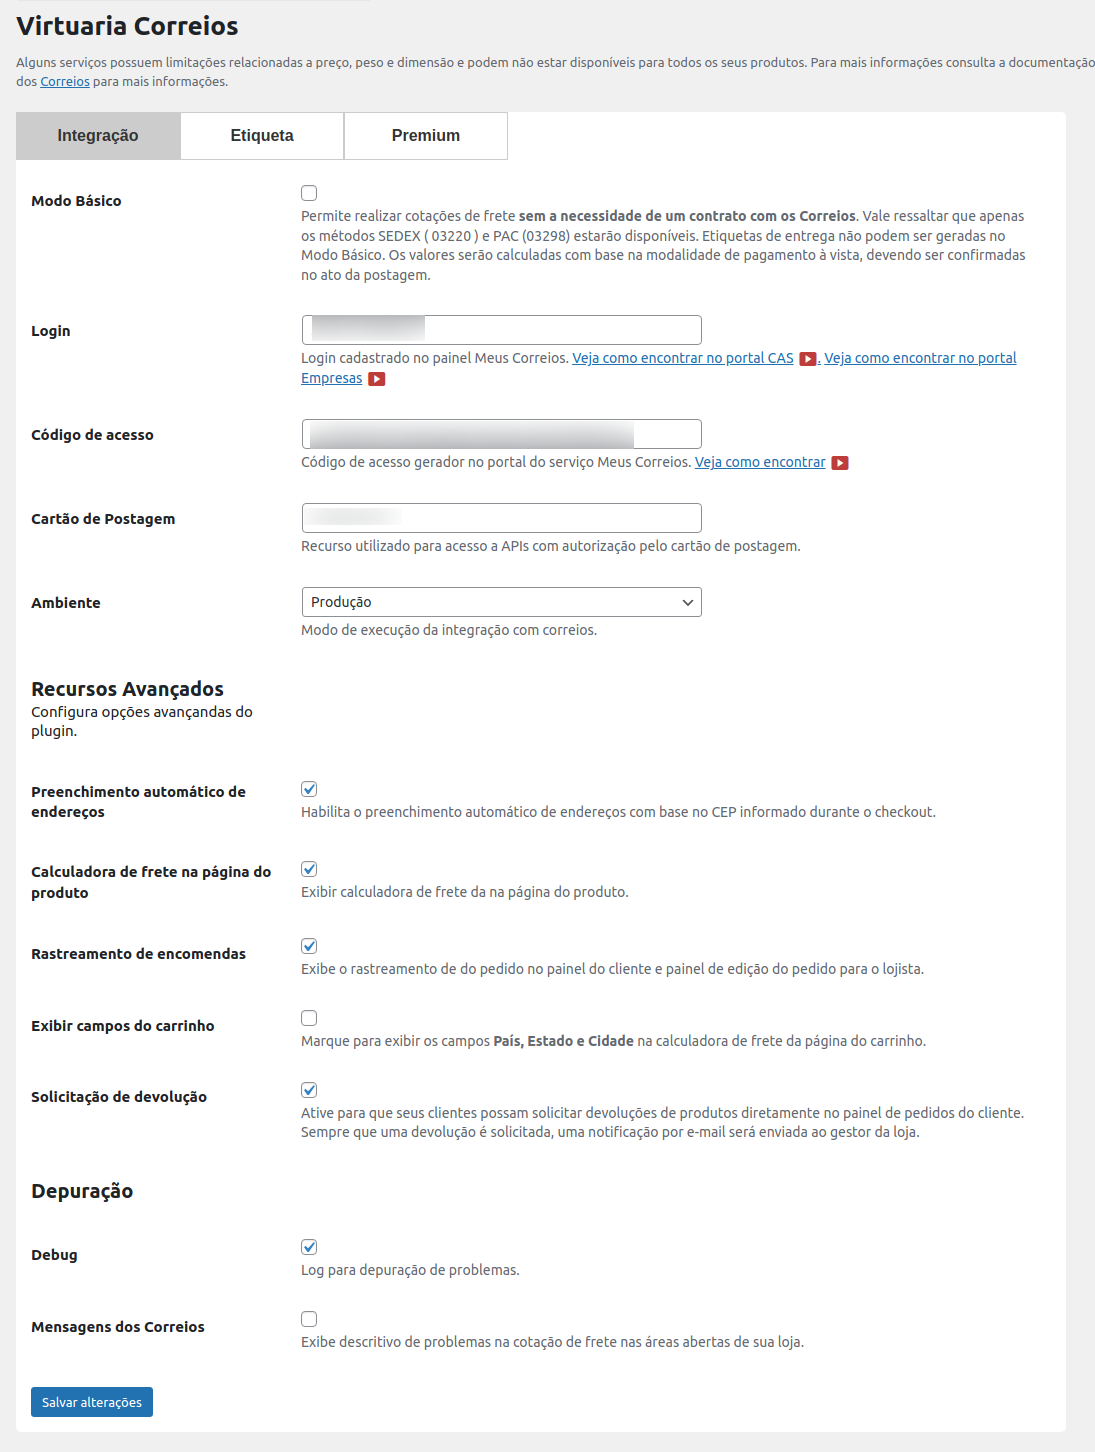 Virtuaria Correios
Alguns serviços possuem limitações relacionadas a preço, peso e dimensão e podem não estar disponíveis para todos os seus produtos. Para mais informações consulta a documentação
dos Correios para mais informações.
Integração
Etiqueta
Premium
Modo Básico
Permite realizar cotações de frete sem a necessidade de um contrato com os Correios. Vale ressaltar que apenas
os métodos SEDEX ( 03220 ) e PAC (03298) estarão disponíveis. Etiquetas de entrega não podem ser geradas no
Modo Básico. Os valores serão calculadas com base na modalidade de pagamento à vista, devendo ser confirmadas
no ato da postagem.
Login
Login cadastrado no painel Meus Correios. Veja como encontrar no portal CAS . Veja como encontrar no portal
Empresas
Código de acesso
Código de acesso gerador no portal do serviço Meus Correios. Veja como encontrar
Cartão de Postagem
Recurso utilizado para acesso a APIs com autorização pelo cartão de postagem.
Ambiente
Produção
Modo de execução da integração com correios.
Recursos Avançados
Configura opções avançandas do
plugin.
Preenchimento automático de
endereços
Habilita o preenchimento automático de endereços com base no CEP informado durante o checkout.
Calculadora de frete na página do
produto
Exibir calculadora de frete da na página do produto.
Rastreamento de encomendas
Exibe o rastreamento de do pedido no painel do cliente e painel de edição do pedido para o lojista.
Exibir campos do carrinho
Marque para exibir os campos País, Estado e Cidade na calculadora de frete da página do carrinho.
Solicitação de devolução
Ative para que seus clientes possam solicitar devoluções de produtos diretamente no painel de pedidos do cliente.
Sempre que uma devolução é solicitada, uma notificação por e-mail será enviada ao gestor da loja.
Depuração
Debug
Log para depuração de problemas.
Mensagens dos Correios
Exibe descritivo de problemas na cotação de frete nas áreas abertas de sua loja.
Salvar alterações